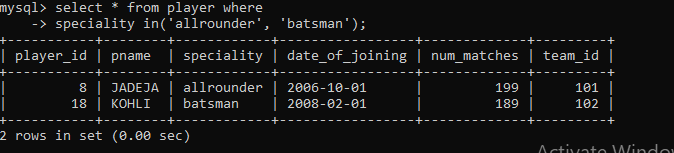 mysql> select * from player where
    -> speciality in('allrounder', 'batsman');
+-----------+--------+------------+-----------------+-------------+---------+
| player_id | pname  | speciality | date_of_joining | num_matches | team_id |
+-----------+--------+------------+-----------------+-------------+---------+
|         8 | JADEJA | allrounder | 2006-10-01      |         199 |     101 |
|        18 | KOHLI  | batsman    | 2008-02-01      |         189 |     102 |
+-----------+--------+------------+-----------------+-------------+---------+
2 rows in set (0.00 sec)
Activate Window